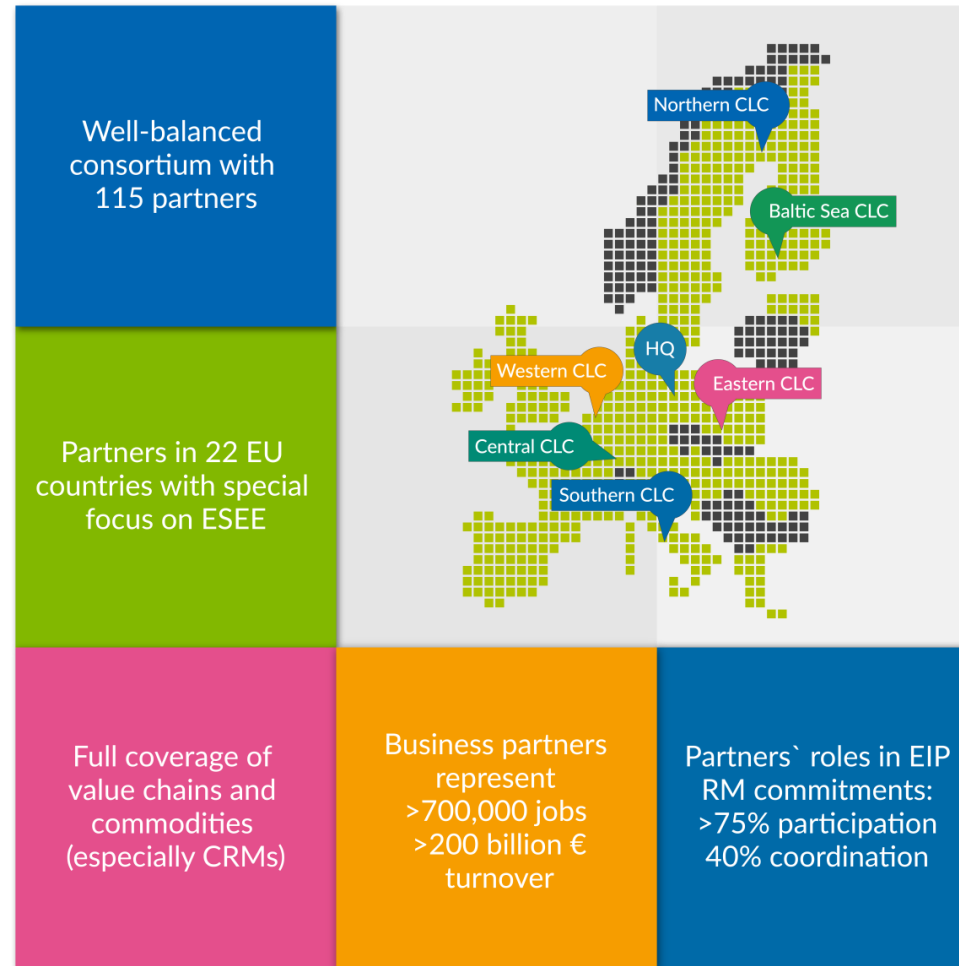 Well-balanced
consortium with
115 partners
Northern CLC
Baltic Sea CLC
HQ
Western CLC
Eastern CLC
Central CLC
Southern CLC
Partners in 22 EU
countries with special
focus on ESEE
Full coverage of
value chains and
commodities
(especially CRMs)
Business partners
represent
>700,000 jobs
>200 billion €
turnover
Partners` roles in EIP
RM commitments:
>75% participation
40% coordination